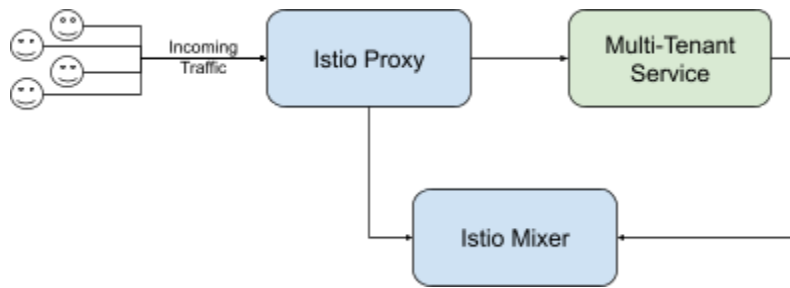 Incoming
Traffic
Istio Proxy
Multi-Tenant
Service
Istio Mixer